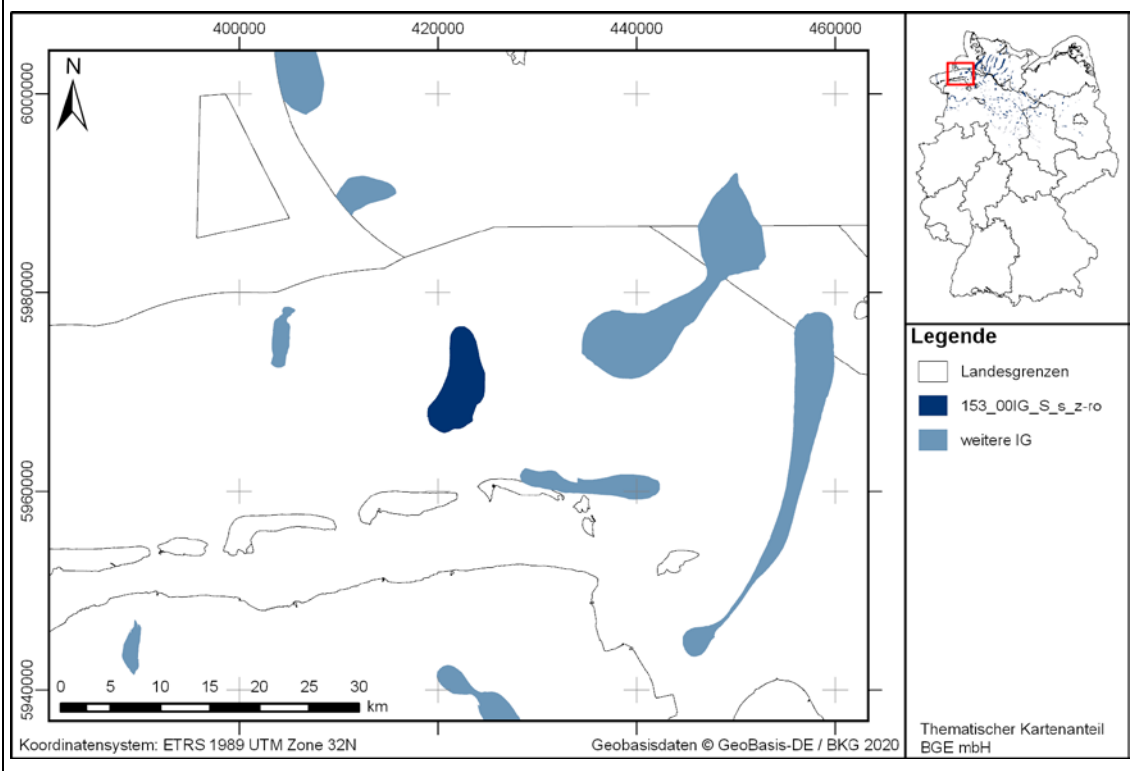 400000 420000 440000 460000
6000000
5980000
5960000
5940000
N
0 5 10 15 20 25 30
km
Koordinatensystem: ETRS 1989 UTM Zone 32N
Geobasisdaten © GeoBasis-DE / BKG 2020
Legende
Landesgrenzen
153_00IG_S_s_z-ro
weitere IG
Thematischer Kartenanteil
BGE mbH